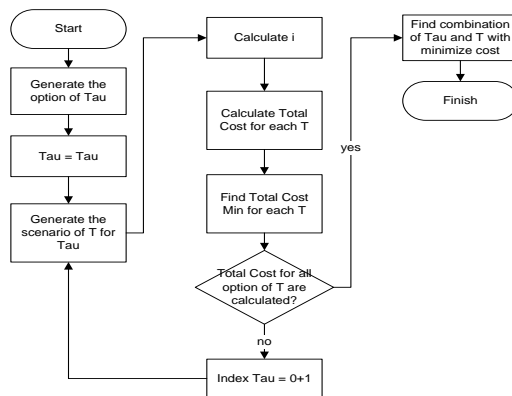 Start
Generate the
option of Tau
Tau = Tau
Generate the
scenario of T for
Tau
Calculate i
Calculate Total
Cost for each T
Find Total Cost
Min for each T
Total Cost for all
option of T are
calculated?
no
Index Tau = 0+1
yes
Find combination
of Tau and T with
minimize cost
Finish